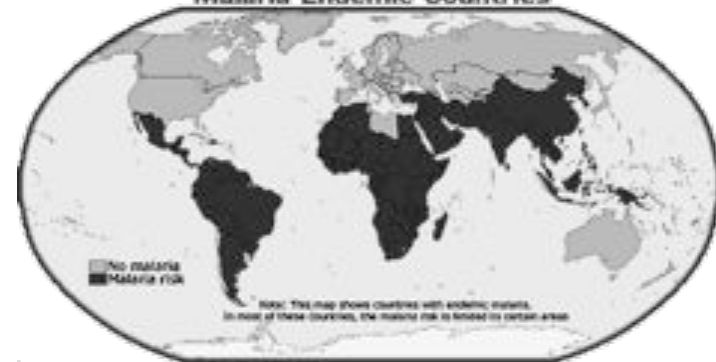 Malaria Endemic Countries
No malaria
Malaria risk
Note: This map shows countries with endemic malaria.
In most of these countries, the malaria risk is limited to certain areas